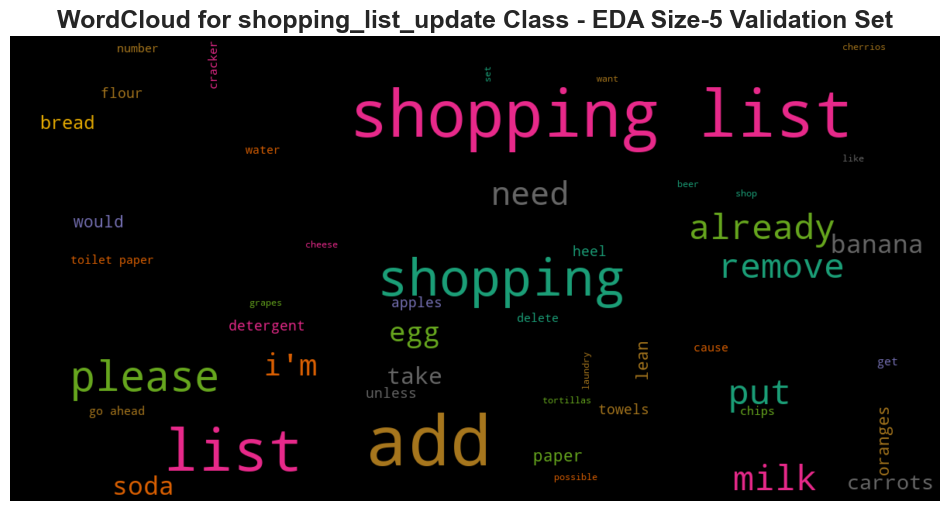 WordCloud for shopping_list_update Class - EDA Size-5 Validation Set
number
cracker
cherrios
set
want
flour
shopping list
bread
water
like
beer
shop
need
would
already
banana
cheese
heel
toilet paper
remove
shopping
grapes
apples
detergent
delete
egg
cause
lean
i'm
laundry
get
please
take
unless
put
tortillas
towels
chips
go ahead
add
oranges
list
paper
milk
possible
soda
carrots